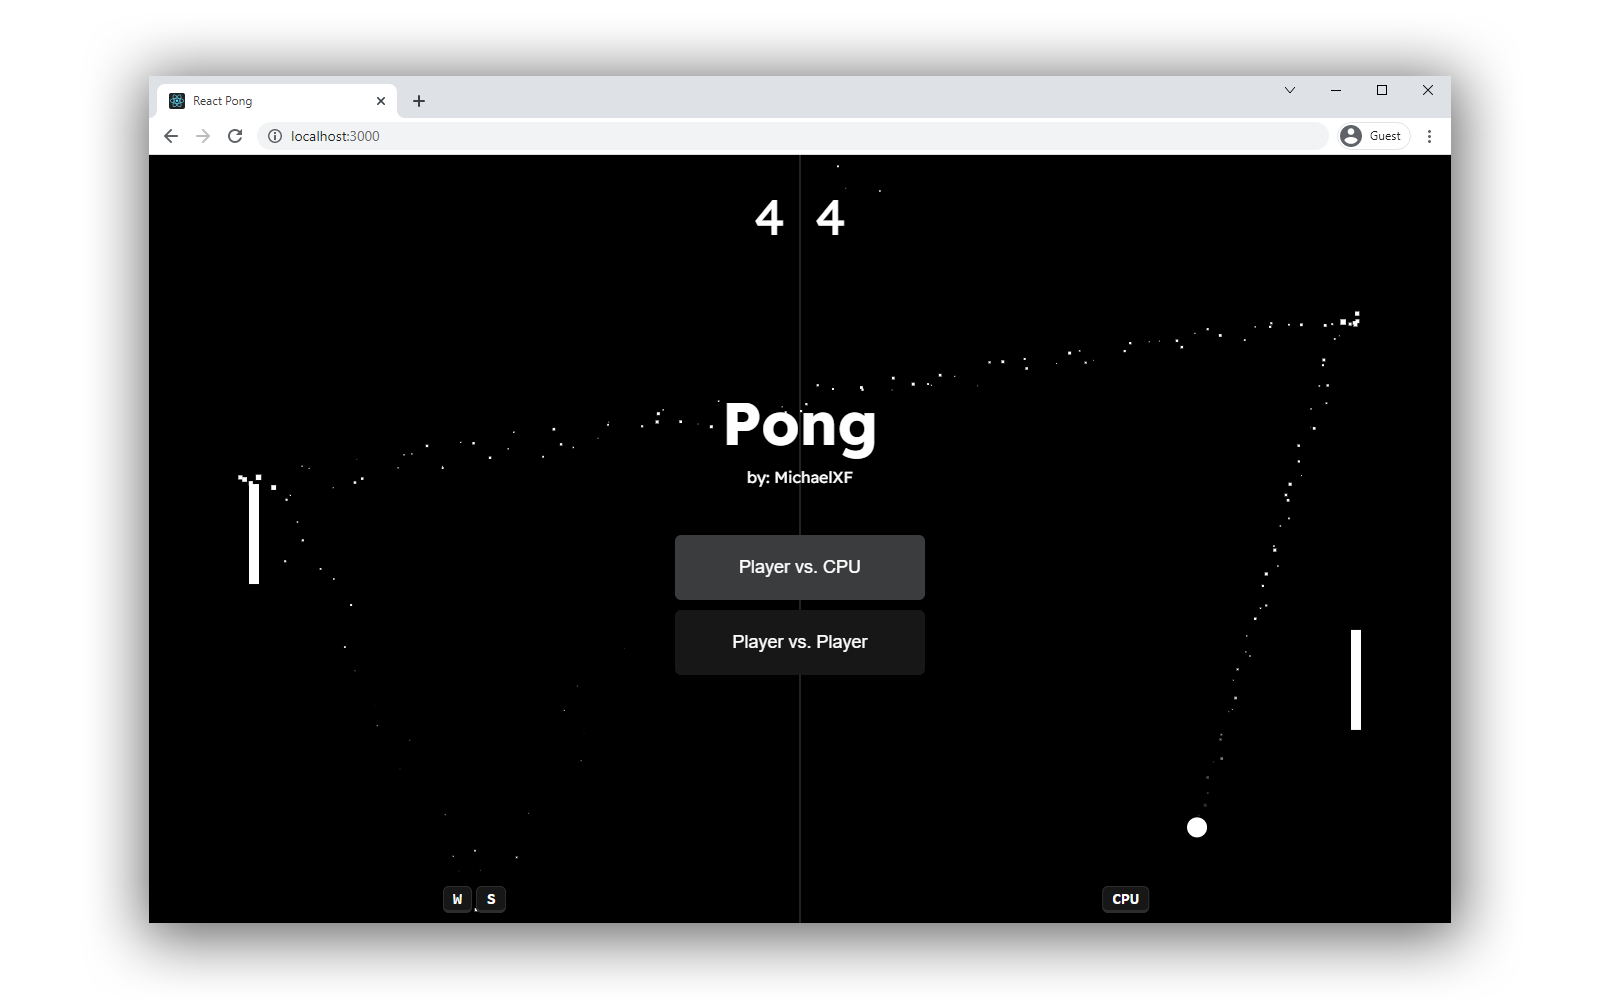 React Pong
localhost:3000
Guest
4 4
Pong
by: MichaelXF
Player vs. CPU
Player vs. Player
W S
CPU